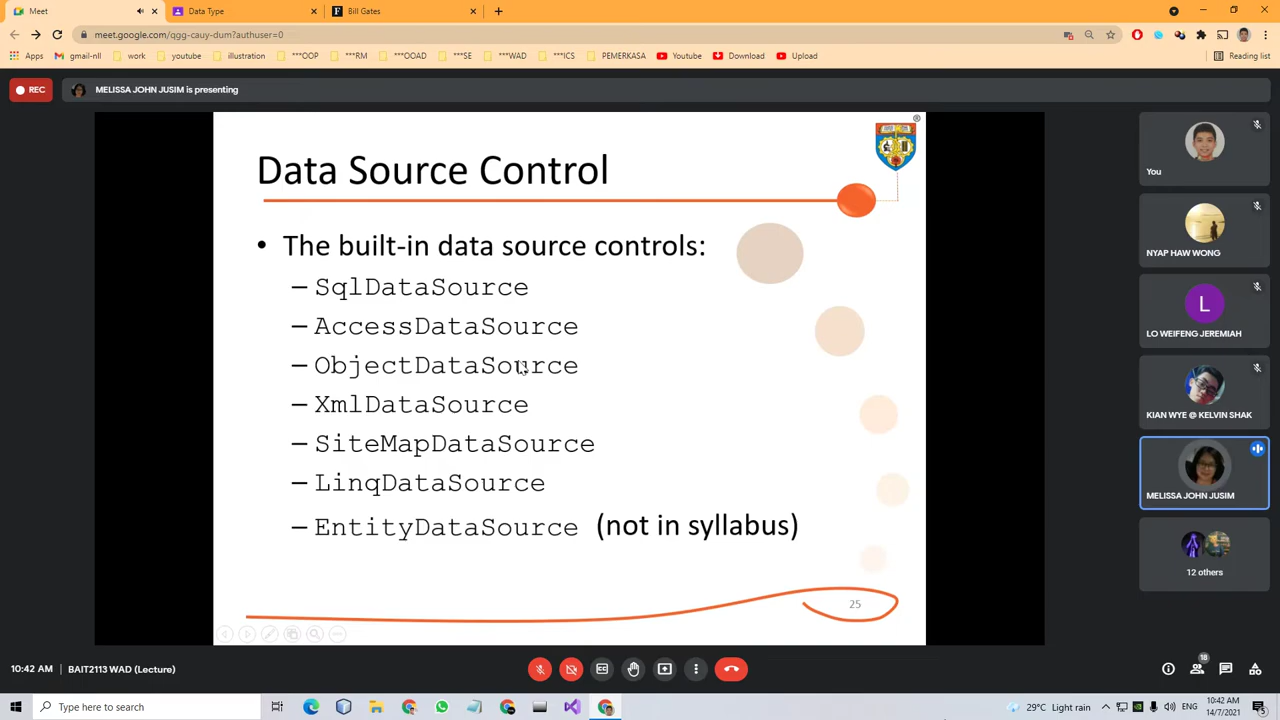 Meet
Data Type
Bill Gates
meet.google.com/qgg-cauy-dum?authuser=0
Apps
gmail-nll
work
youtube
illustration
***OOP
***RM
***OOAD
***SE
***WAD
***ICS
PEMERKASA
Youtube
Download
Upload
Reading list
REC
MELISSA JOHN JUSIM is presenting
Data Source Control
• The built-in data source controls:
– SqlDataSource
– AccessDataSource
– ObjectDataSource
– XmlDataSource
– SiteMapDataSource
– LinqDataSource
– EntityDataSource (not in syllabus)
25
You
NYAP HAW WONG
L
LO WEIFENG JEREMIAH
KIAN WYE @ KELVIN SHAK
MELISSA JOHN JUSIM
12 others
10:42 AM | BAIT2113 WAD (Lecture)
18
Type here to search
29°C Light rain
ENG
10:42 AM
14/7/2021
5